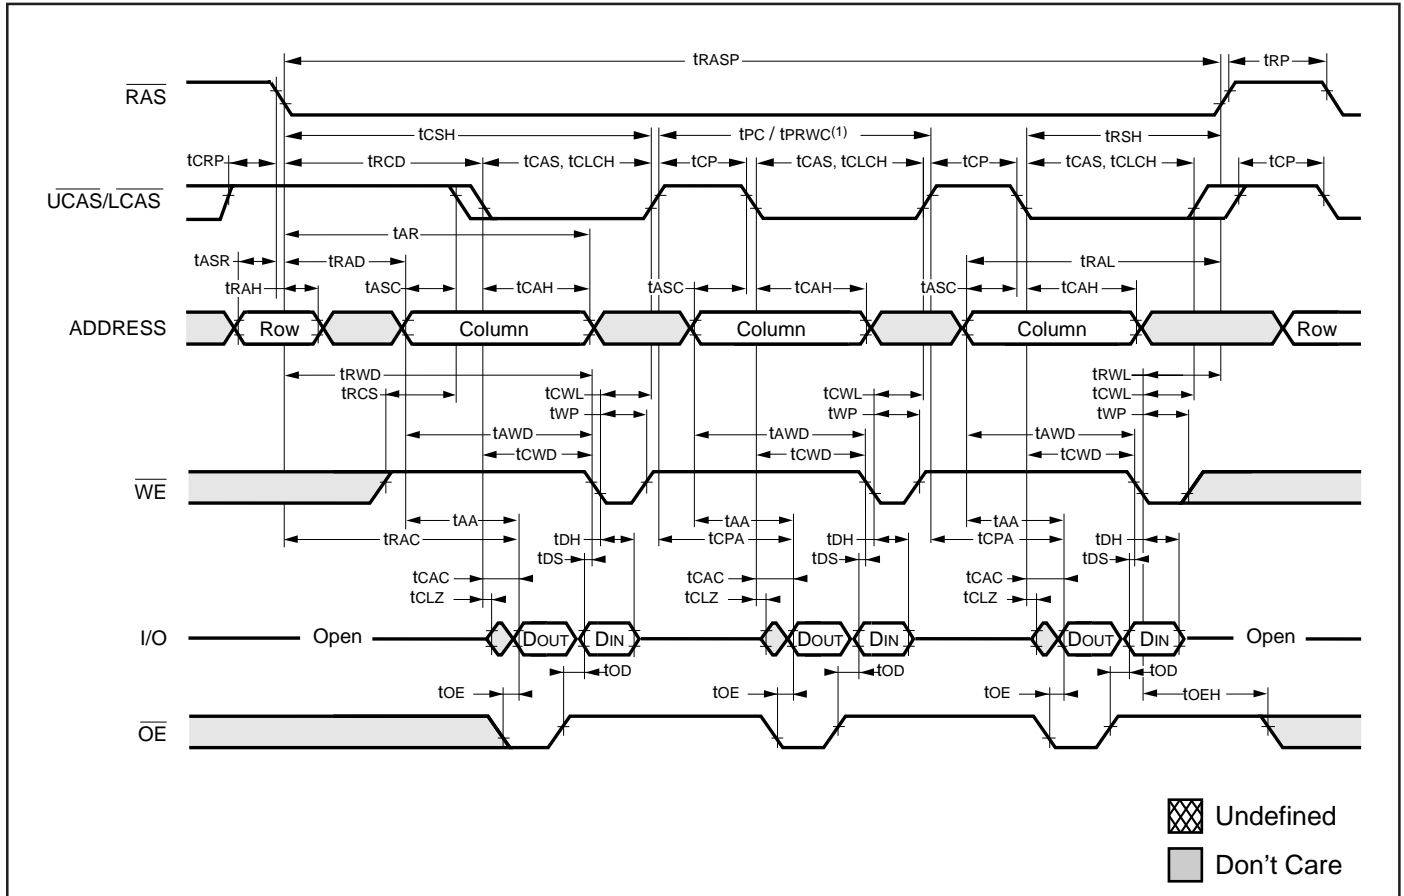 tRASP tRP
RAS
tCSH tPC / tPRWC(1) tRSH
tCRP tRCD tCAS, tCLCH tCP tCAS, tCLCH tCP tCAS, tCLCH tCP
UCAS/LCAS
tAR
tASR tRAD tRAL
tRAH tASC tCAH tASC tCAH tASC tCAH
ADDRESS Row Column Column Column Row
tRWD tRWL
tRCS tCWL tCWL tCWL
tWP tWP tWP
tAWD tAWD tAWD
tCWD tCWD tCWD
WE
tAA tAA tAA
tRAC tDH tCPA tDH tCPA tDH
tDS tDS tDS
tCAC tCAC tCAC
tCLZ tCLZ tCLZ
I/O Open DOUT DIN DOUT DIN DOUT DIN Open
tOD tOD tOD
tOE tOE tOE tOEH
OE
Undefined
Don't Care